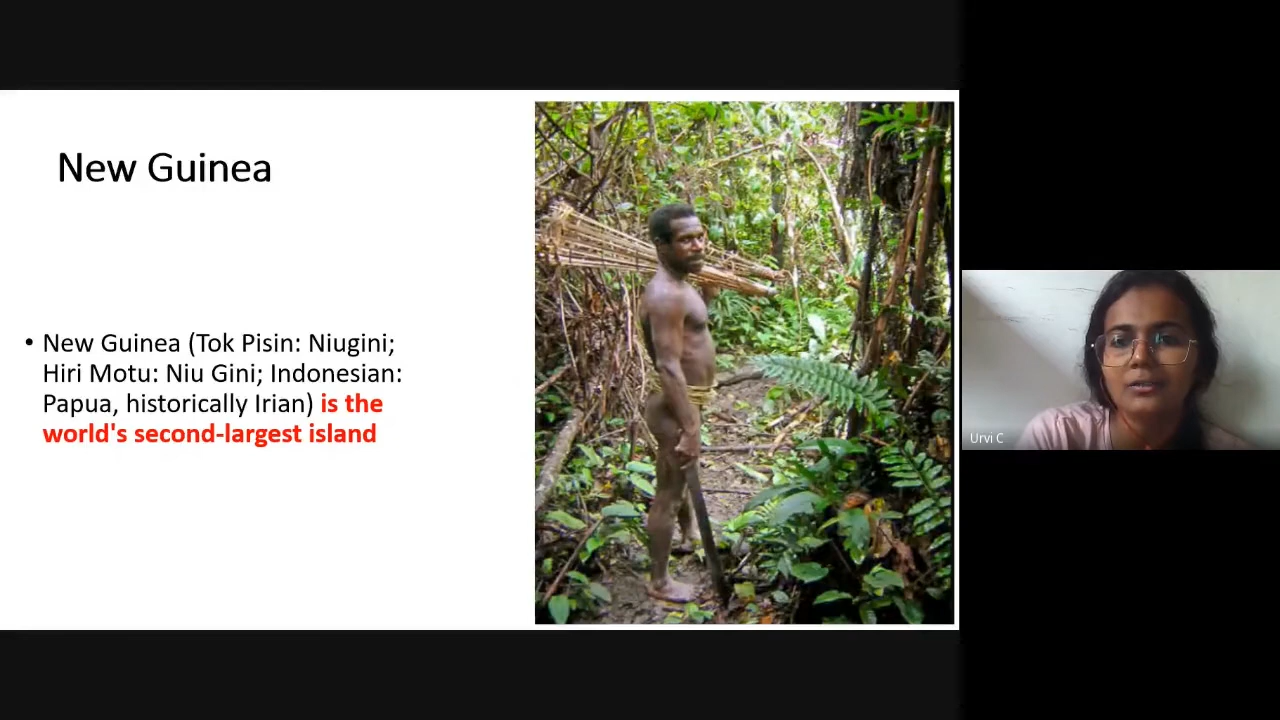 New Guinea
• New Guinea (Tok Pisin: Niugini;
Hiri Motu: Niu Gini; Indonesian:
Papua, historically Irian) is the
world's second-largest island
Urvi C